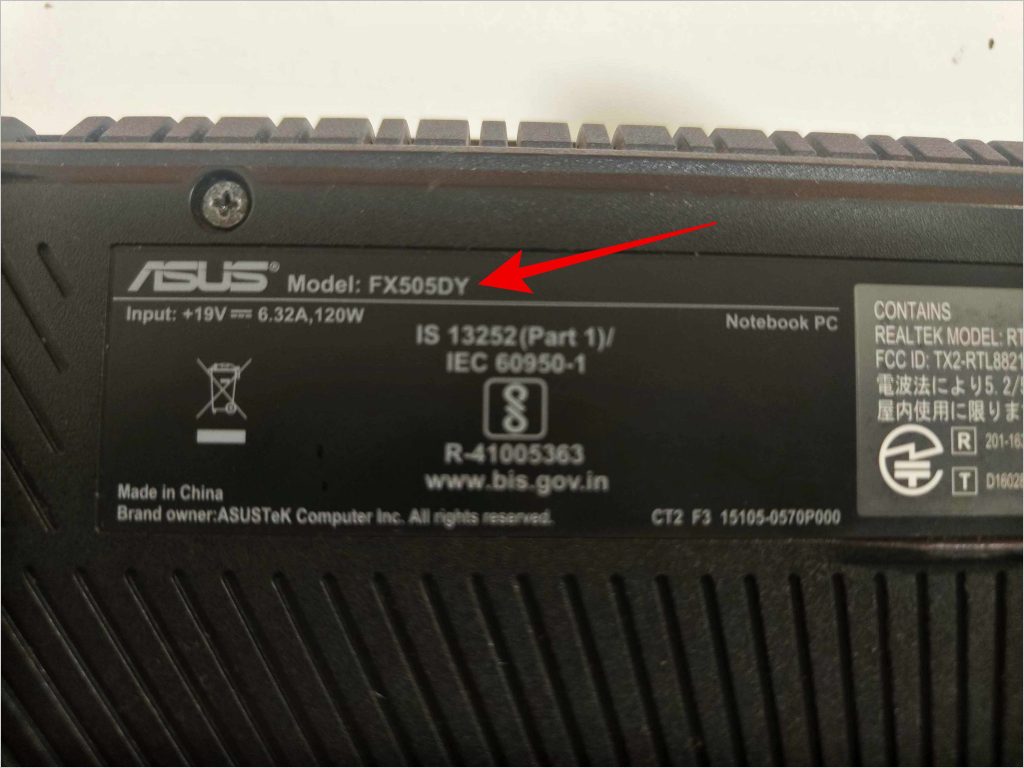 ASUS® Model: FX505DY
Input: +19V ⎓ 6.32A,120W
Notebook PC
IS 13252(Part 1)/
IEC 60950-1
R-41005363
www.bis.gov.in
Made in China
Brand owner:ASUSTeK Computer Inc. All rights reserved.
CT2 F3 15105-0570P000
CONTAINS
REALTEK MODEL: RT
FCC ID: TX2-RTL8821
電波法により5.2/5
屋内使用に限りま
R 201-163
T D16028